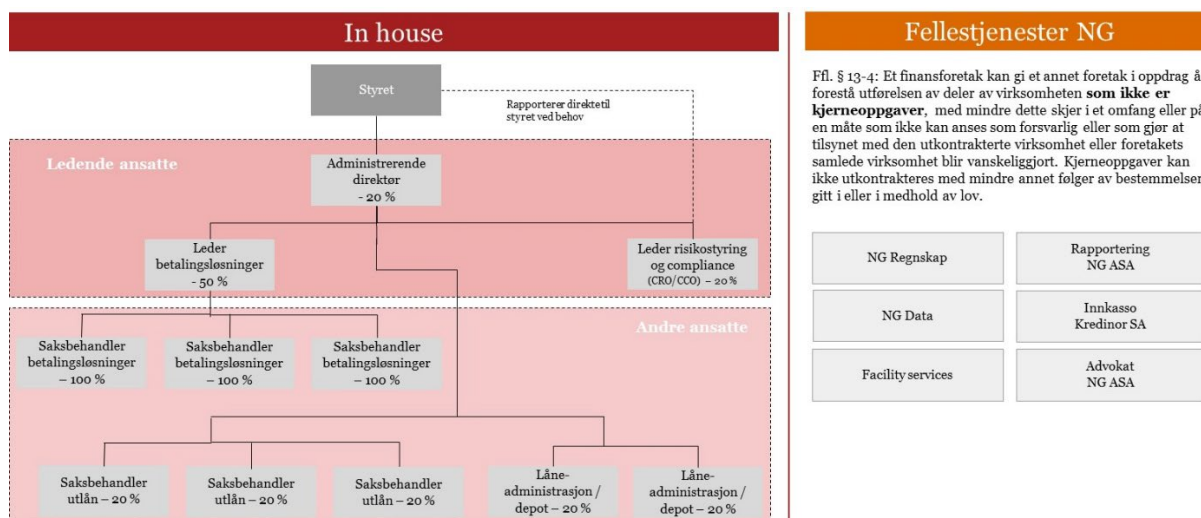 In house
Styret
Rapporterer direkte til
styret ved behov
Ledende ansatte
Administrerende
direktør
- 20 %
Leder
betalingsløsninger
- 50 %
Leder risikostyring
og compliance
(CRO/CCO) – 20 %
Andre ansatte
Saksbehandler
betalingsløsninger
– 100 %
Saksbehandler
betalingsløsninger
– 100 %
Saksbehandler
betalingsløsninger
– 100 %
Saksbehandler
utlån – 20 %
Saksbehandler
utlån – 20 %
Saksbehandler
utlån – 20 %
Låne-
administrasjon /
depot – 20 %
Låne-
administrasjon /
depot – 20 %
Fellestjenester NG
Ffl. § 13-4: Et finansforetak kan gi et annet foretak i oppdrag å
forestå utførelsen av deler av virksomheten som ikke er
kjerneoppgaver, med mindre dette skjer i et omfang eller på
en måte som ikke kan anses som forsvarlig eller som gjør at
tilsynet med den utkontrakterte virksomhet eller foretakets
samlede virksomhet blir vanskeliggjort. Kjerneoppgaver kan
ikke utkontrakteres med mindre annet følger av bestemmelser
gitt i eller i medhold av lov.
NG Regnskap
Rapportering
NG ASA
NG Data
Innkasso
Kredinor SA
Facility services
Advokat
NG ASA